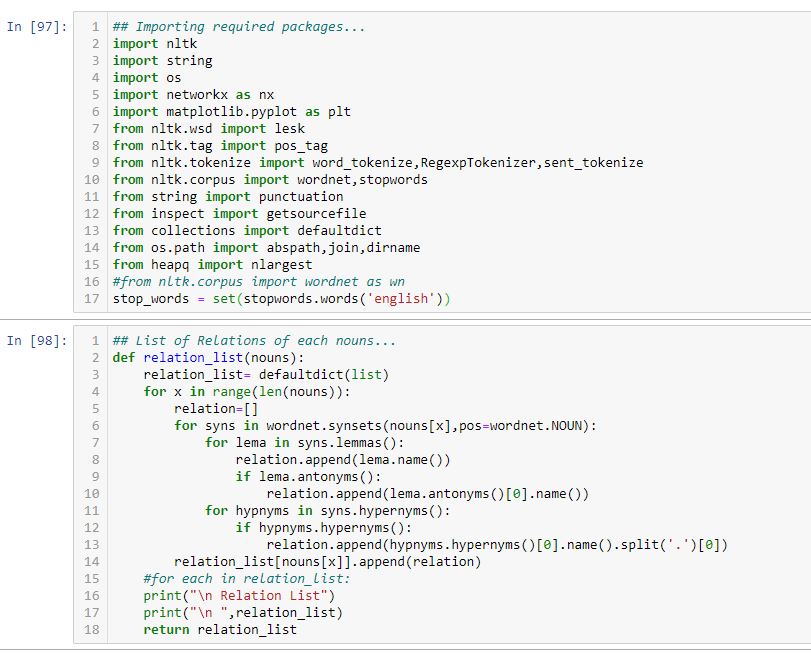 In [97]:
1 ## Importing required packages...
2 import nltk
3 import string
4 import os
5 import networkx as nx
6 import matplotlib.pyplot as plt
7 from nltk.wsd import lesk
8 from nltk.tag import pos_tag
9 from nltk.tokenize import word_tokenize,RegexpTokenizer,sent_tokenize
10 from nltk.corpus import wordnet,stopwords
11 from string import punctuation
12 from inspect import getsourcefile
13 from collections import defaultdict
14 from os.path import abspath,join,dirname
15 from heapq import nlargest
16 #from nltk.corpus import wordnet as wn
17 stop_words = set(stopwords.words('english'))
In [98]:
1 ## List of Relations of each nouns...
2 def relation_list(nouns):
3     relation_list= defaultdict(list)
4     for x in range(len(nouns)):
5         relation=[]
6         for syns in wordnet.synsets(nouns[x],pos=wordnet.NOUN):
7             for lema in syns.lemmas():
8                 relation.append(lema.name())
9                 if lema.antonyms():
10                     relation.append(lema.antonyms()[0].name())
11             for hypnyms in syns.hypernyms():
12                 if hypnyms.hypernyms():
13                     relation.append(hypnyms.hypernyms()[0].name().split('.')[0])
14         relation_list[nouns[x]].append(relation)
15     #for each in relation_list:
16     print("\n Relation List")
17     print("\n ",relation_list)
18     return relation_list